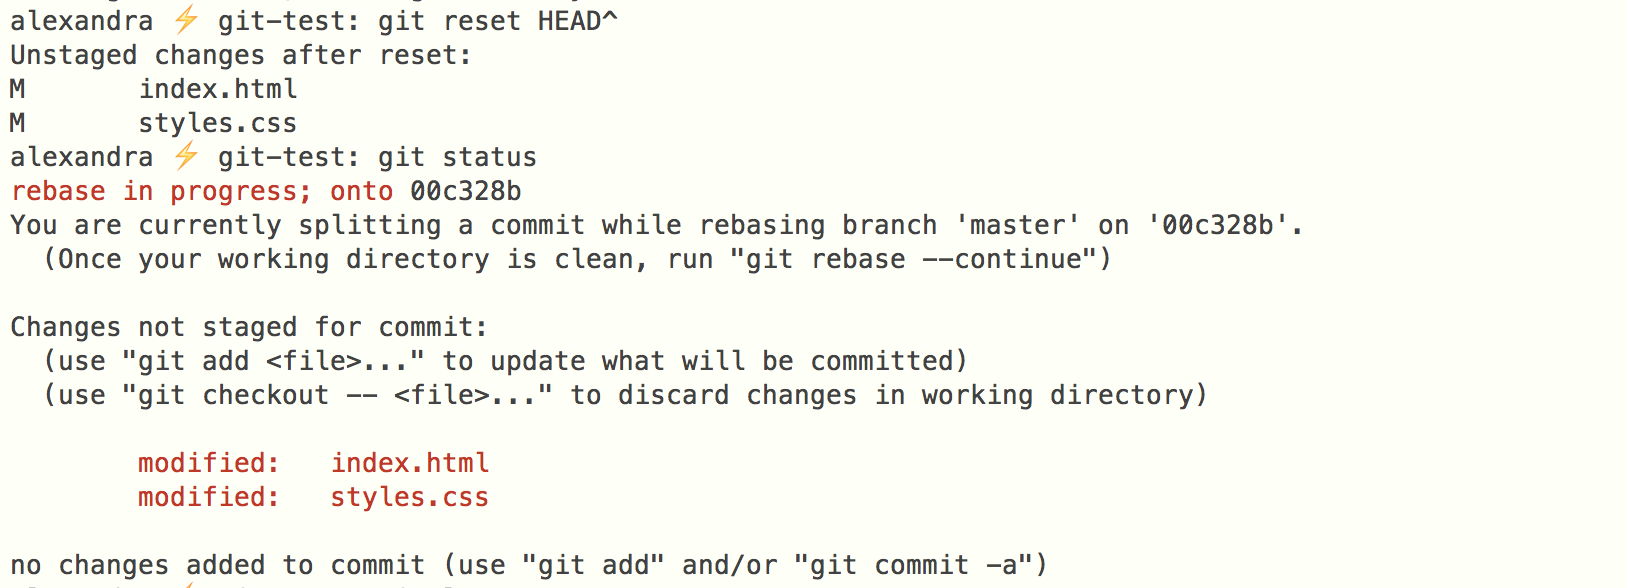 alexandra ⚡ git-test: git reset HEAD^
Unstaged changes after reset:
M       index.html
M       styles.css
alexandra ⚡ git-test: git status
rebase in progress; onto 00c328b
You are currently splitting a commit while rebasing branch 'master' on '00c328b'.
  (Once your working directory is clean, run "git rebase --continue")
Changes not staged for commit:
  (use "git add <file>..." to update what will be committed)
  (use "git checkout -- <file>..." to discard changes in working directory)
        modified:   index.html
        modified:   styles.css
no changes added to commit (use "git add" and/or "git commit -a")